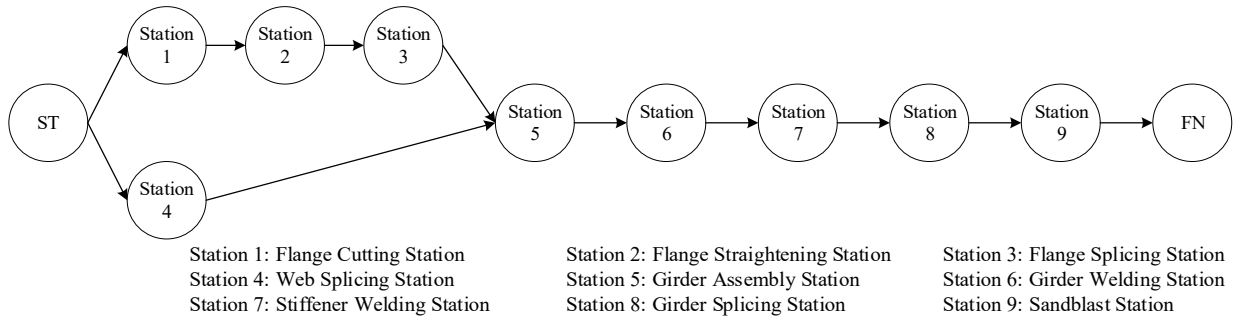 Station
1
Station
2
Station
3
ST
Station
4
Station
5
Station
6
Station
7
Station
8
Station
9
FN
Station 1: Flange Cutting Station
Station 2: Flange Straightening Station
Station 3: Flange Splicing Station
Station 4: Web Splicing Station
Station 5: Girder Assembly Station
Station 6: Girder Welding Station
Station 7: Stiffener Welding Station
Station 8: Girder Splicing Station
Station 9: Sandblast Station